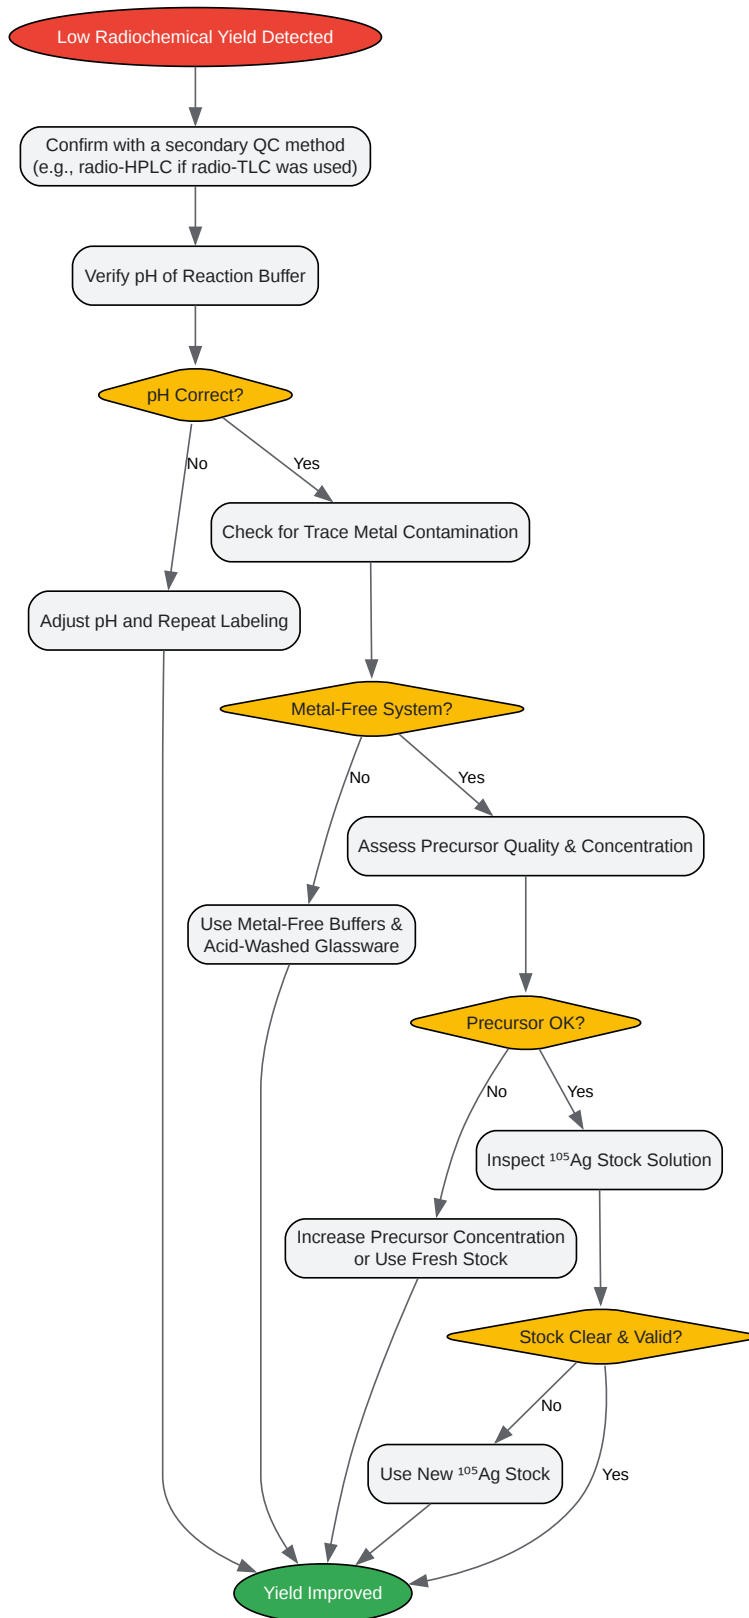 Low Radiochemical Yield Detected
Confirm with a secondary QC method
(e.g., radio-HPLC if radio-TLC was used)
Verify pH of Reaction Buffer
pH Correct?
No
Yes
Check for Trace Metal Contamination
Adjust pH and Repeat Labeling
Metal-Free System?
No
Yes
Assess Precursor Quality & Concentration
Use Metal-Free Buffers &
Acid-Washed Glassware
Precursor OK?
No
Yes
Inspect ¹⁰⁵Ag Stock Solution
Increase Precursor Concentration
or Use Fresh Stock
Stock Clear & Valid?
No
Yes
Use New ¹⁰⁵Ag Stock
Yield Improved